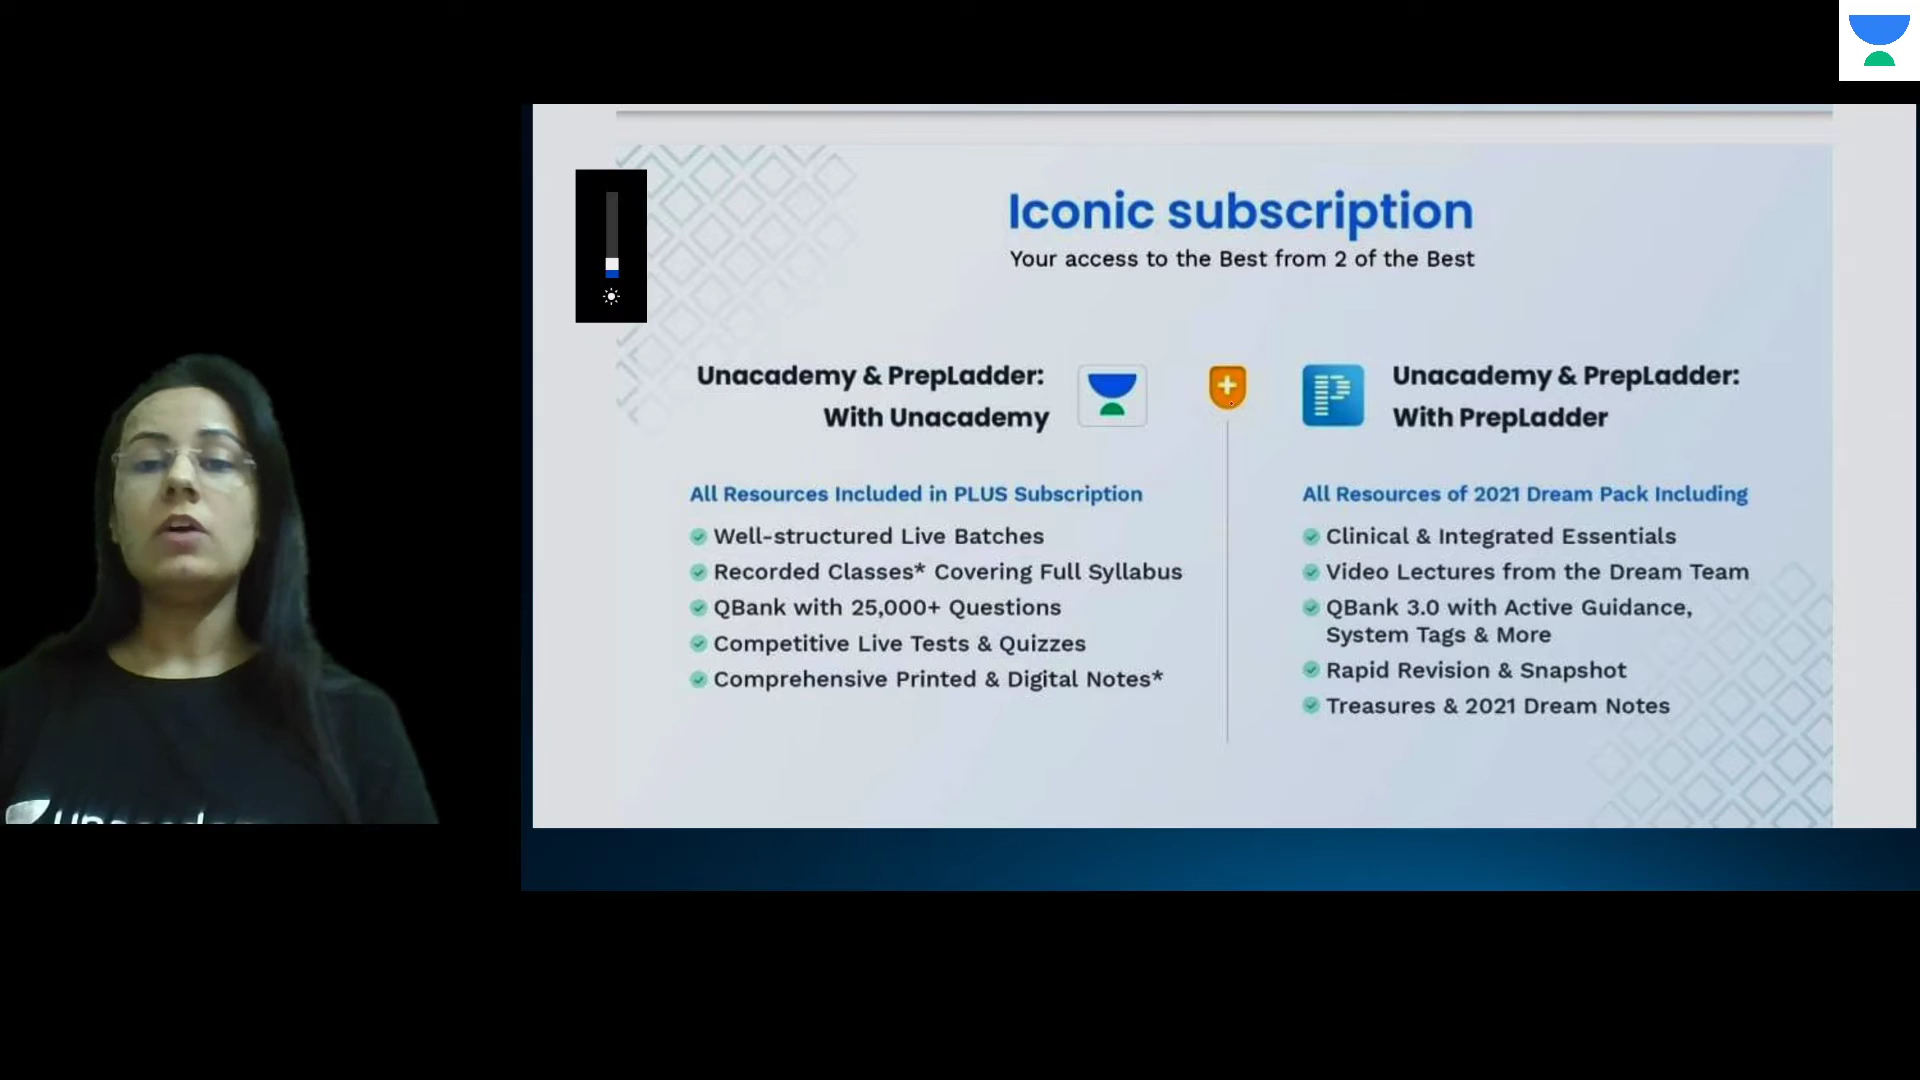 Iconic subscription
Your access to the Best from 2 of the Best
Unacademy & PrepLadder:
With Unacademy
All Resources Included in PLUS Subscription
Well-structured Live Batches
Recorded Classes* Covering Full Syllabus
QBank with 25,000+ Questions
Competitive Live Tests & Quizzes
Comprehensive Printed & Digital Notes*
Unacademy & PrepLadder:
With PrepLadder
All Resources of 2021 Dream Pack Including
Clinical & Integrated Essentials
Video Lectures from the Dream Team
QBank 3.0 with Active Guidance,
System Tags & More
Rapid Revision & Snapshot
Treasures & 2021 Dream Notes